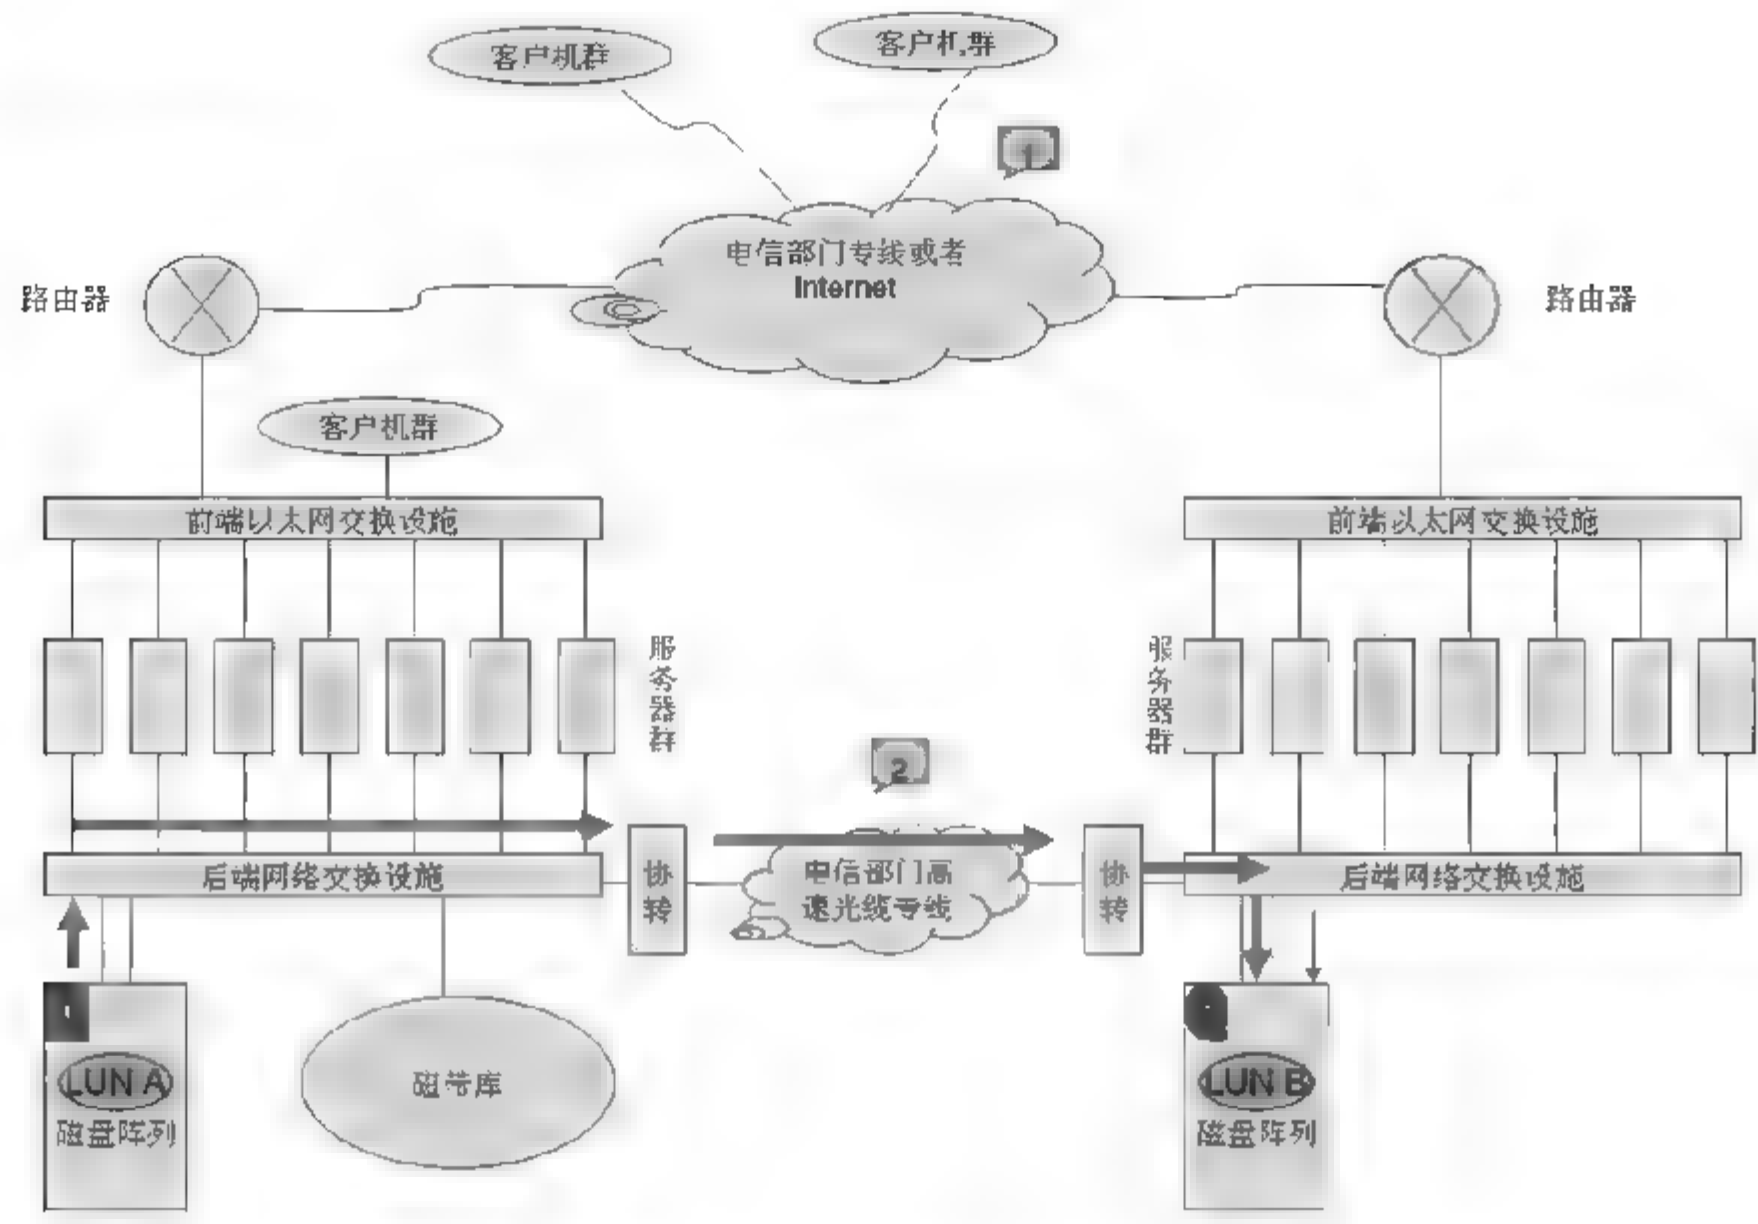 客户机群
客户机群
1
电信部门专线或者
Internet
路由器
路由器
客户机群
前端以太网交换设施
前端以太网交换设施
服务器群
服务器群
2
后端网络交换设施
协转
电信部门高
速光缆专线
协转
后端网络交换设施
LUN A
磁盘阵列
磁带库
LUN B
磁盘阵列